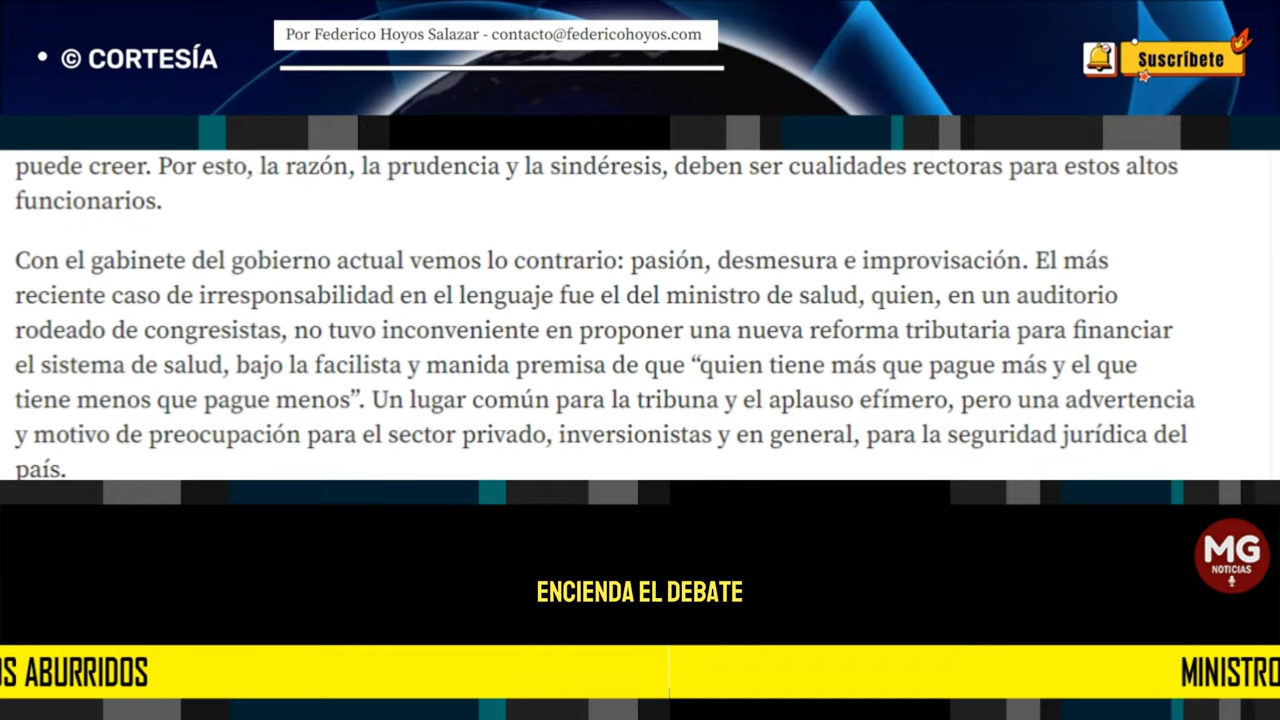 Por Federico Hoyos Salazar - contacto@federicohoyos.com
• © CORTESÍA
Suscríbete
puede creer. Por esto, la razón, la prudencia y la sindéresis, deben ser cualidades rectoras para estos altos
funcionarios.
Con el gabinete del gobierno actual vemos lo contrario: pasión, desmesura e improvisación. El más
reciente caso de irresponsabilidad en el lenguaje fue el del ministro de salud, quien, en un auditorio
rodeado de congresistas, no tuvo inconveniente en proponer una nueva reforma tributaria para financiar
el sistema de salud, bajo la facilista y manida premisa de que “quien tiene más que pague más y el que
tiene menos que pague menos”. Un lugar común para la tribuna y el aplauso efímero, pero una advertencia
y motivo de preocupación para el sector privado, inversionistas y en general, para la seguridad jurídica del
país.
MG
NOTICIAS
ENCIENDA EL DEBATE
OS ABURRIDOS
MINISTRO